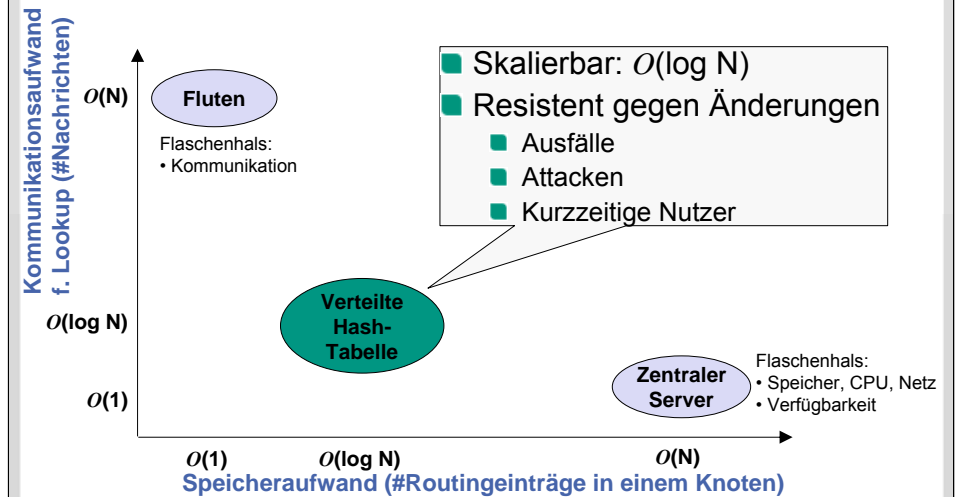 Kommunikationsaufwand
f. Lookup (#Nachrichten)
O(N)
Fluten
Flaschenhals:
• Kommunikation
Skalierbar: O(log N)
Resistent gegen Änderungen
Ausfälle
Attacken
Kurzzeitige Nutzer
O(log N)
Verteilte
Hash-
Tabelle
O(1)
Zentraler
Server
Flaschenhals:
• Speicher, CPU, Netz
• Verfügbarkeit
O(1) O(log N) O(N)
Speicheraufwand (#Routingeinträge in einem Knoten)